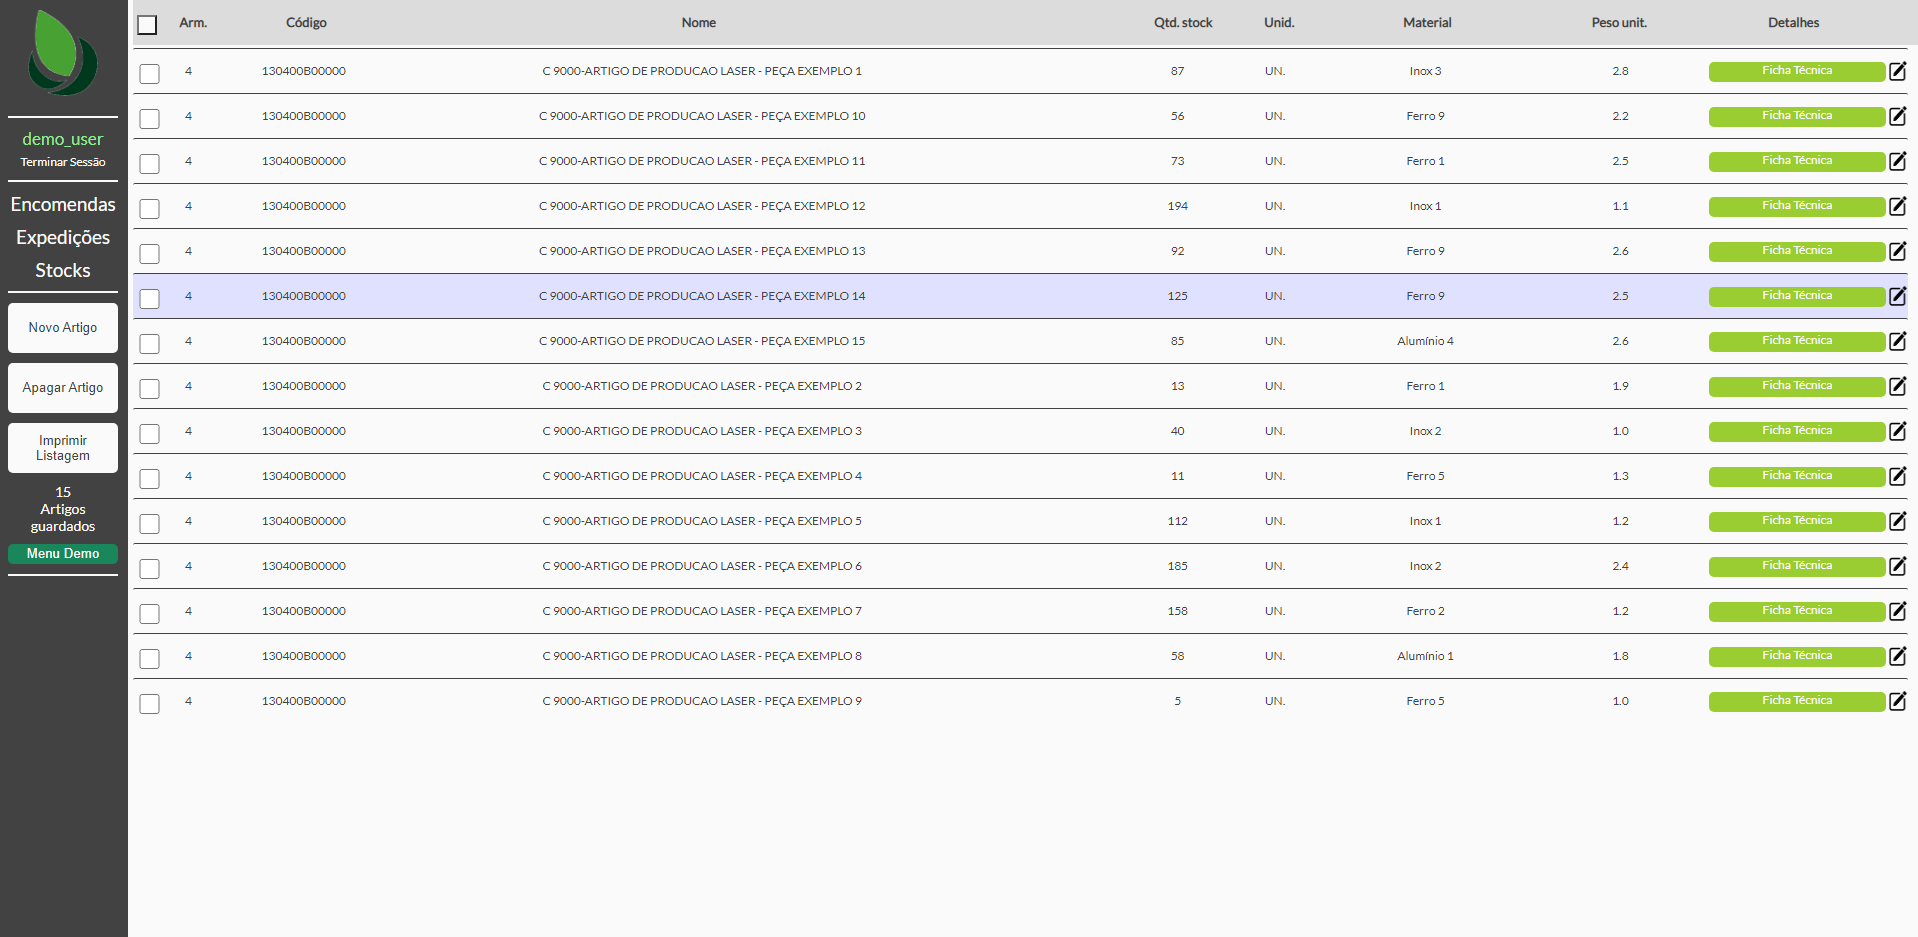 Arm. Código Nome Qtd. stock Unid. Material Peso unit. Detalhes
demo_user
Terminar Sessão
Encomendas
Expedições
Stocks
Novo Artigo
Apagar Artigo
Imprimir
Listagem
15
Artigos
guardados
Menu Demo
4 130400B00000 C 9000-ARTIGO DE PRODUCAO LASER - PEÇA EXEMPLO 1 87 UN. Inox 3 2.8 Ficha Técnica
4 130400B00000 C 9000-ARTIGO DE PRODUCAO LASER - PEÇA EXEMPLO 10 56 UN. Ferro 9 2.2 Ficha Técnica
4 130400B00000 C 9000-ARTIGO DE PRODUCAO LASER - PEÇA EXEMPLO 11 73 UN. Ferro 1 2.5 Ficha Técnica
4 130400B00000 C 9000-ARTIGO DE PRODUCAO LASER - PEÇA EXEMPLO 12 194 UN. Inox 1 1.1 Ficha Técnica
4 130400B00000 C 9000-ARTIGO DE PRODUCAO LASER - PEÇA EXEMPLO 13 92 UN. Ferro 9 2.6 Ficha Técnica
4 130400B00000 C 9000-ARTIGO DE PRODUCAO LASER - PEÇA EXEMPLO 14 125 UN. Ferro 9 2.5 Ficha Técnica
4 130400B00000 C 9000-ARTIGO DE PRODUCAO LASER - PEÇA EXEMPLO 15 85 UN. Alumínio 4 2.6 Ficha Técnica
4 130400B00000 C 9000-ARTIGO DE PRODUCAO LASER - PEÇA EXEMPLO 2 13 UN. Ferro 1 1.9 Ficha Técnica
4 130400B00000 C 9000-ARTIGO DE PRODUCAO LASER - PEÇA EXEMPLO 3 40 UN. Inox 2 1.0 Ficha Técnica
4 130400B00000 C 9000-ARTIGO DE PRODUCAO LASER - PEÇA EXEMPLO 4 11 UN. Ferro 5 1.3 Ficha Técnica
4 130400B00000 C 9000-ARTIGO DE PRODUCAO LASER - PEÇA EXEMPLO 5 112 UN. Inox 1 1.2 Ficha Técnica
4 130400B00000 C 9000-ARTIGO DE PRODUCAO LASER - PEÇA EXEMPLO 6 185 UN. Inox 2 2.4 Ficha Técnica
4 130400B00000 C 9000-ARTIGO DE PRODUCAO LASER - PEÇA EXEMPLO 7 158 UN. Ferro 2 1.2 Ficha Técnica
4 130400B00000 C 9000-ARTIGO DE PRODUCAO LASER - PEÇA EXEMPLO 8 58 UN. Alumínio 1 1.8 Ficha Técnica
4 130400B00000 C 9000-ARTIGO DE PRODUCAO LASER - PEÇA EXEMPLO 9 5 UN. Ferro 5 1.0 Ficha Técnica